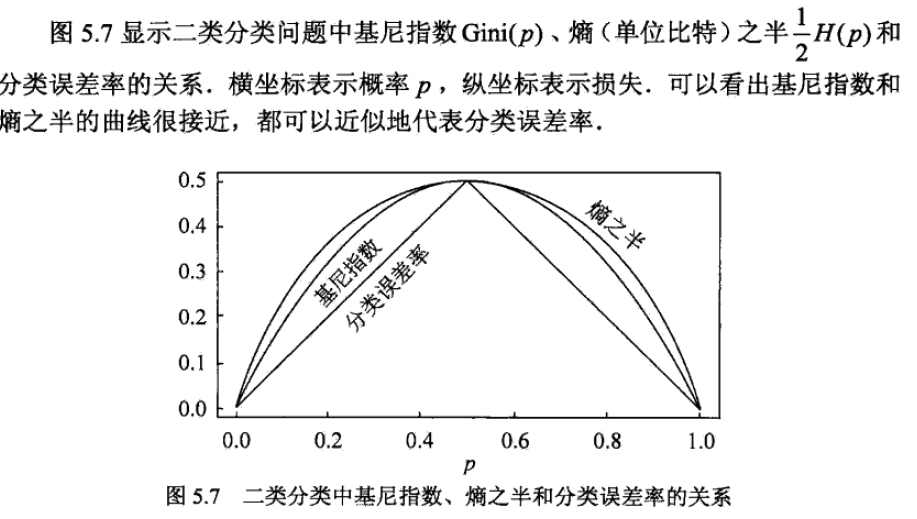 图 5.7 显示二类分类问题中基尼指数 Gini(p)、熵（单位比特）之半 1/2 H(p) 和
分类误差率的关系．横坐标表示概率 p，纵坐标表示损失．可以看出基尼指数和
熵之半的曲线很接近，都可以近似地代表分类误差率．
0.5
0.4
0.3
0.2
0.1
0.0
基尼指数
分类误差率
熵之半
0.0 0.2 0.4 0.6 0.8 1.0
p
图 5.7 二类分类中基尼指数、熵之半和分类误差率的关系